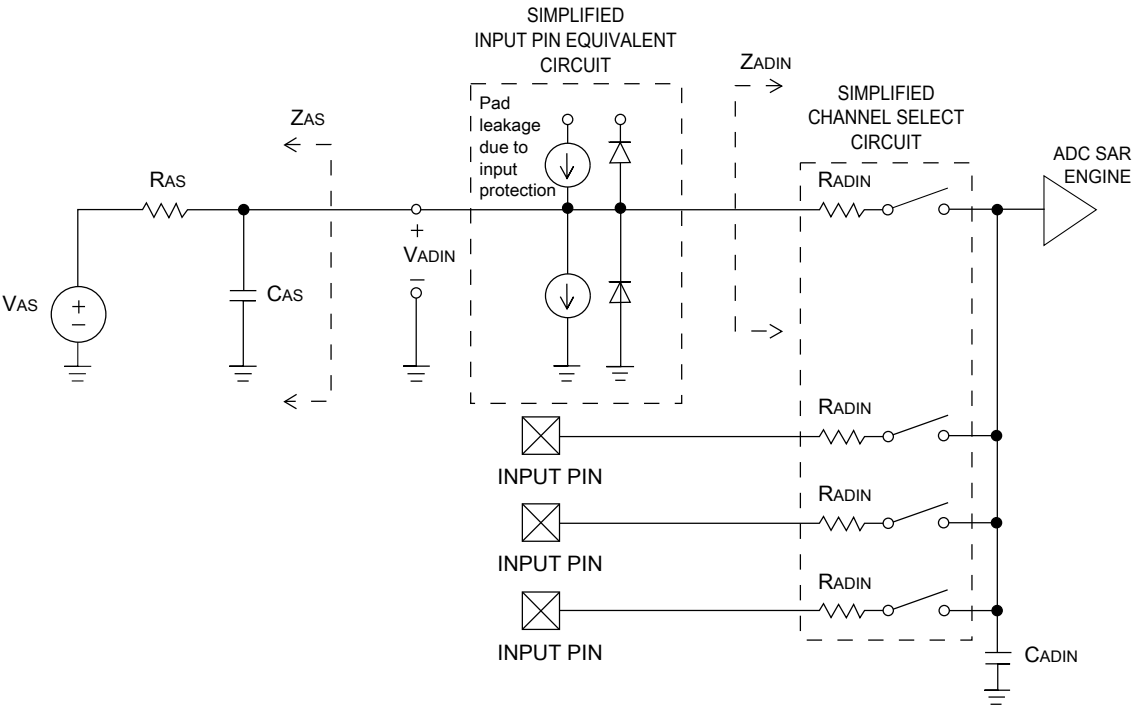 SIMPLIFIED
INPUT PIN EQUIVALENT
CIRCUIT
Pad
leakage
due to
input
protection
ZAS
ZADIN
SIMPLIFIED
CHANNEL SELECT
CIRCUIT
ADC SAR
ENGINE
RAS
RADIN
+
VADIN
–
CAS
VAS
+
–
RADIN
INPUT PIN
RADIN
INPUT PIN
RADIN
INPUT PIN
CADIN